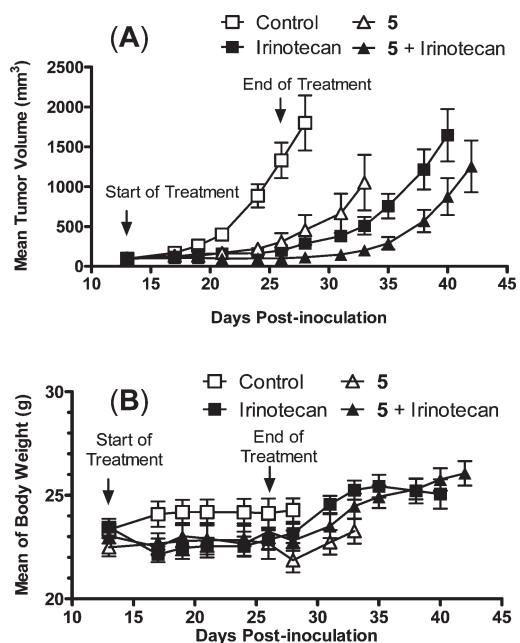 (A)
Control
5
Irinotecan
5 + Irinotecan
Mean Tumor Volume (mm3)
2500
2000
1500
1000
500
0
End of Treatment
Start of Treatment
10 15 20 25 30 35 40 45
Days Post-inoculation
(B)
Control
5
Irinotecan
5 + Irinotecan
Mean of Body Weight (g)
30
25
20
Start of
Treatment
End of
Treatment
10 15 20 25 30 35 40 45
Days Post-inoculation